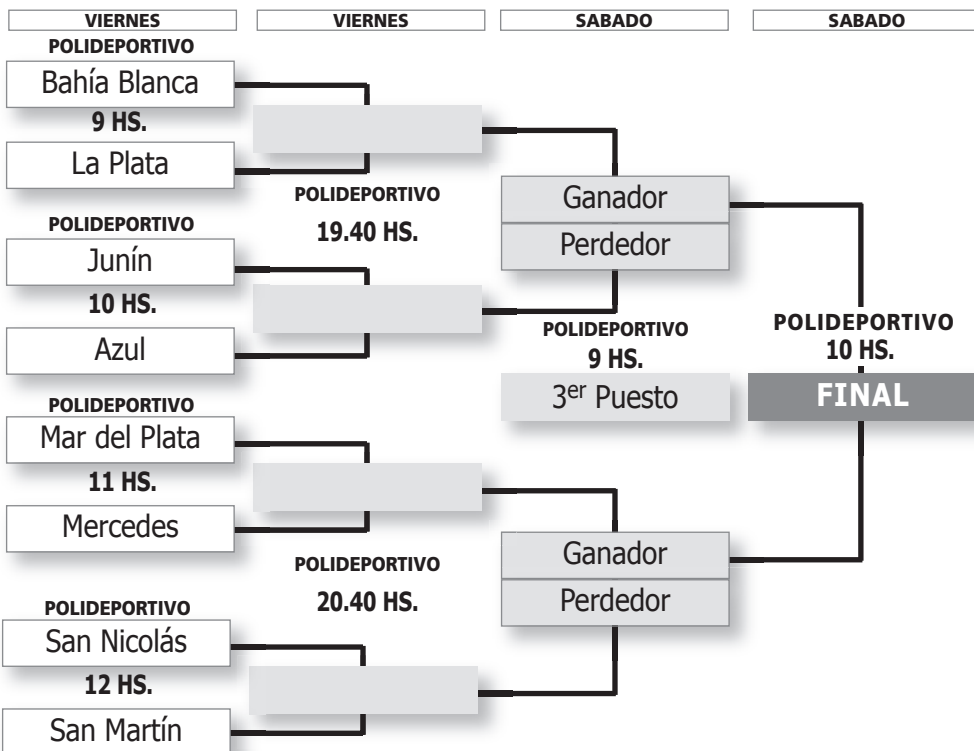 VIERNES
VIERNES
SABADO
SABADO
POLIDEPORTIVO
Bahía Blanca
9 HS.
La Plata
POLIDEPORTIVO
Junín
10 HS.
Azul
POLIDEPORTIVO
Mar del Plata
11 HS.
Mercedes
POLIDEPORTIVO
San Nicolás
12 HS.
San Martín
POLIDEPORTIVO
19.40 HS.
POLIDEPORTIVO
20.40 HS.
Ganador
Perdedor
POLIDEPORTIVO
9 HS.
3er Puesto
Ganador
Perdedor
POLIDEPORTIVO
10 HS.
FINAL